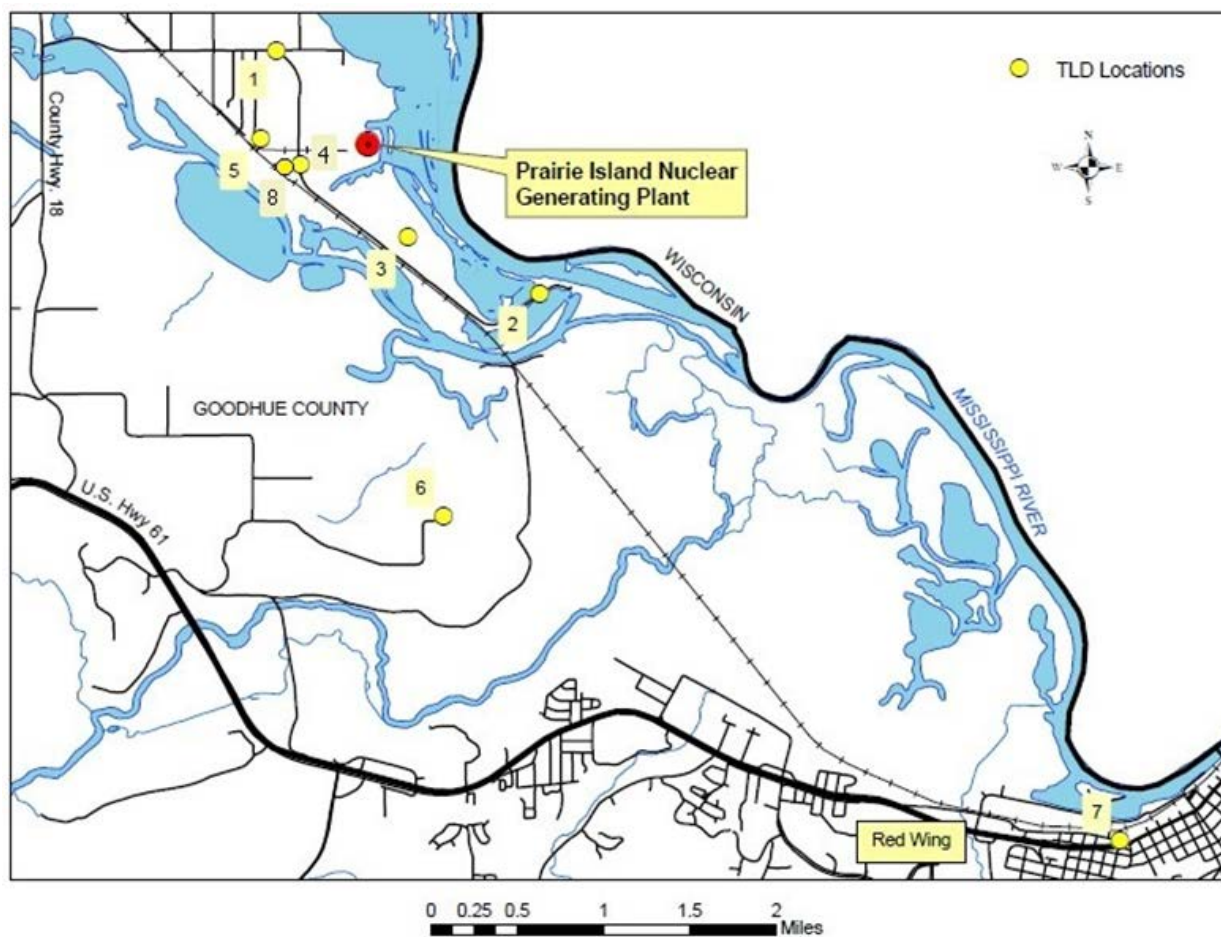 TLD Locations
1
County Hwy. 18
N
W
E
S
4
5
8
Prairie Island Nuclear
Generating Plant
WISCONSIN
3
2
GOODHUE COUNTY
MISSISSIPPI RIVER
6
U.S. Hwy 61
7
Red Wing
0 0.25 0.5 1 1.5 2
Miles